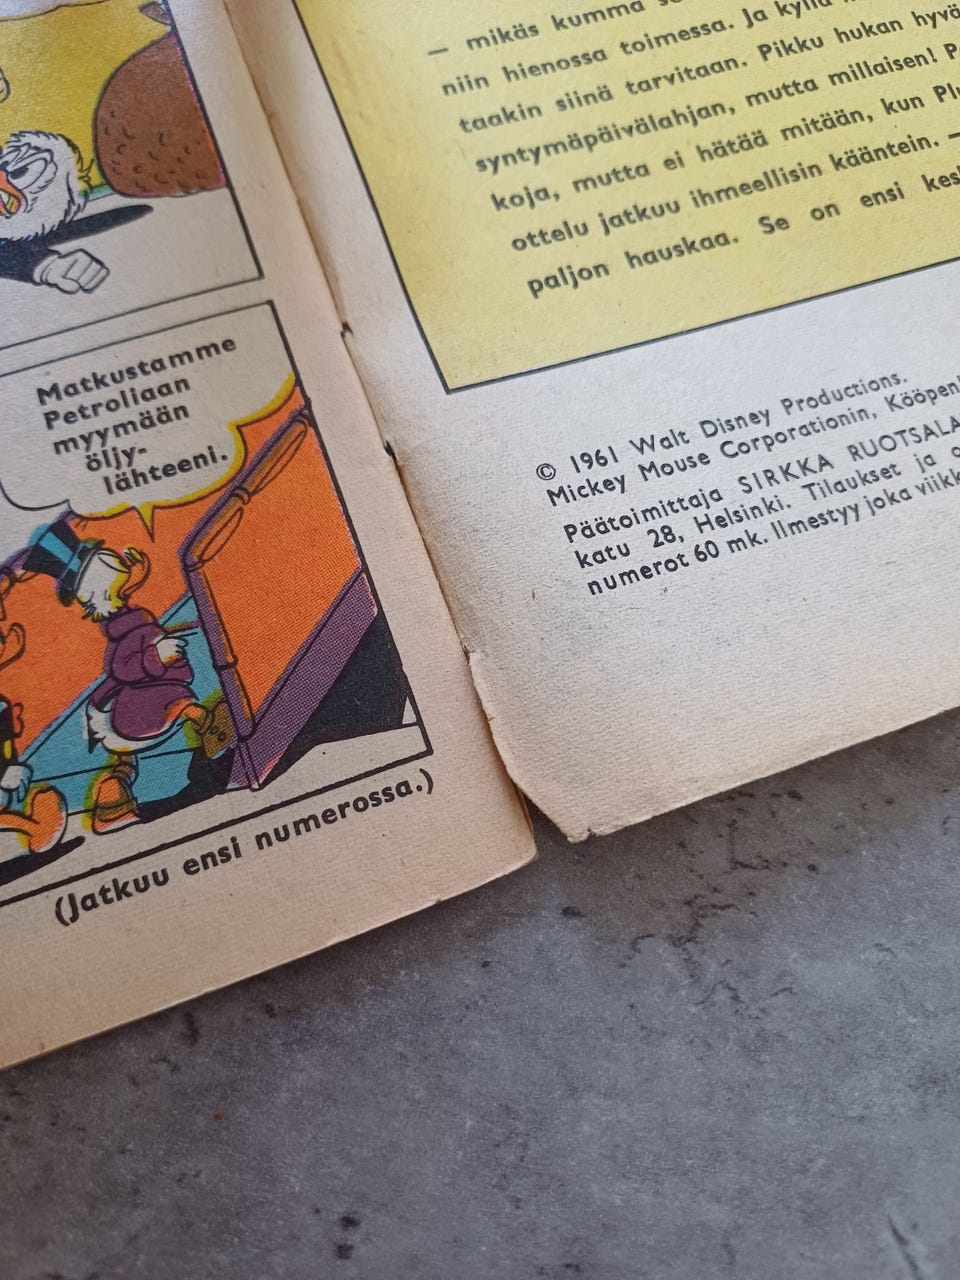 Matkustamme
Petroliaan
myymään
öljy-
lähteeni.
(Jatkuu ensi numerossa.)
— mikäs kumma
niin hienossa toimessa. Ja kyllä
taakin siinä tarvitaan. Pikku hukan
syntymäpäivälahjan, mutta millaisen!
koja, mutta ei hätää mitään, kun
ottelu jatkuu ihmeellisin kääntein. —
paljon hauskaa. Se on ensi
© 1961 Walt Disney Productions.
Mickey Mouse Corporationin,
Päätoimittaja SIRKKA
katu 28, Helsinki. Tilaukset ja
numerot 60 mk. Ilmestyy joka